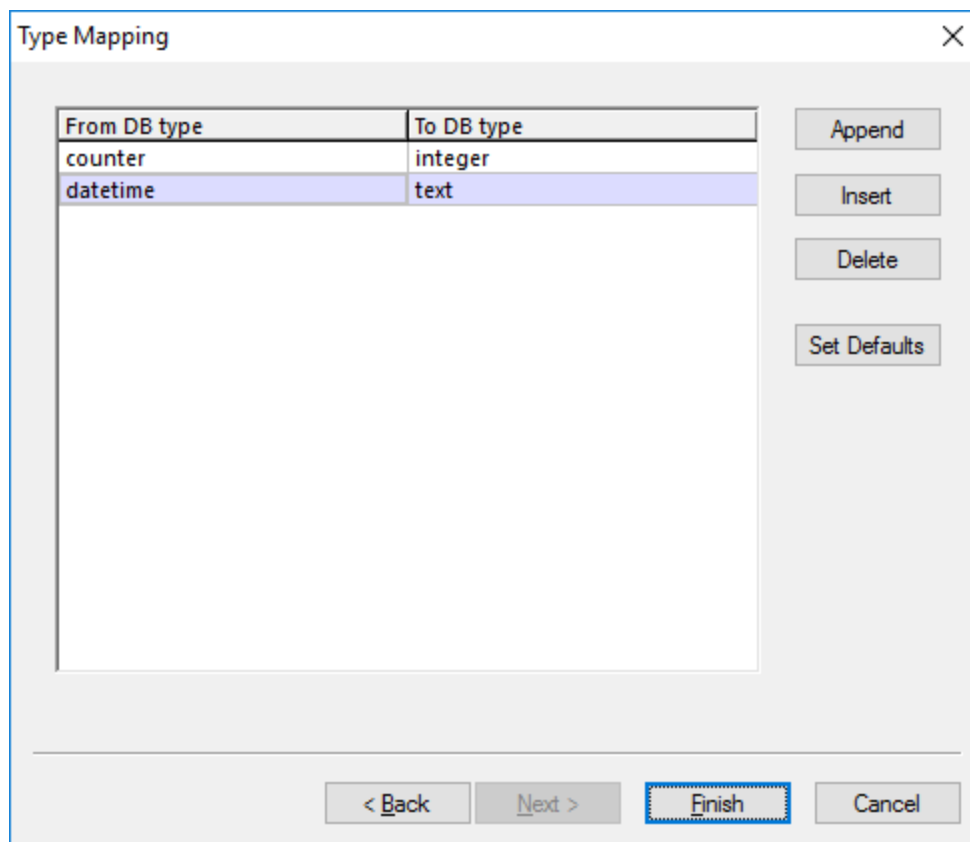 Type Mapping
From DB type To DB type
counter integer
datetime text
Append
Insert
Delete
Set Defaults
< Back Next > Finish Cancel